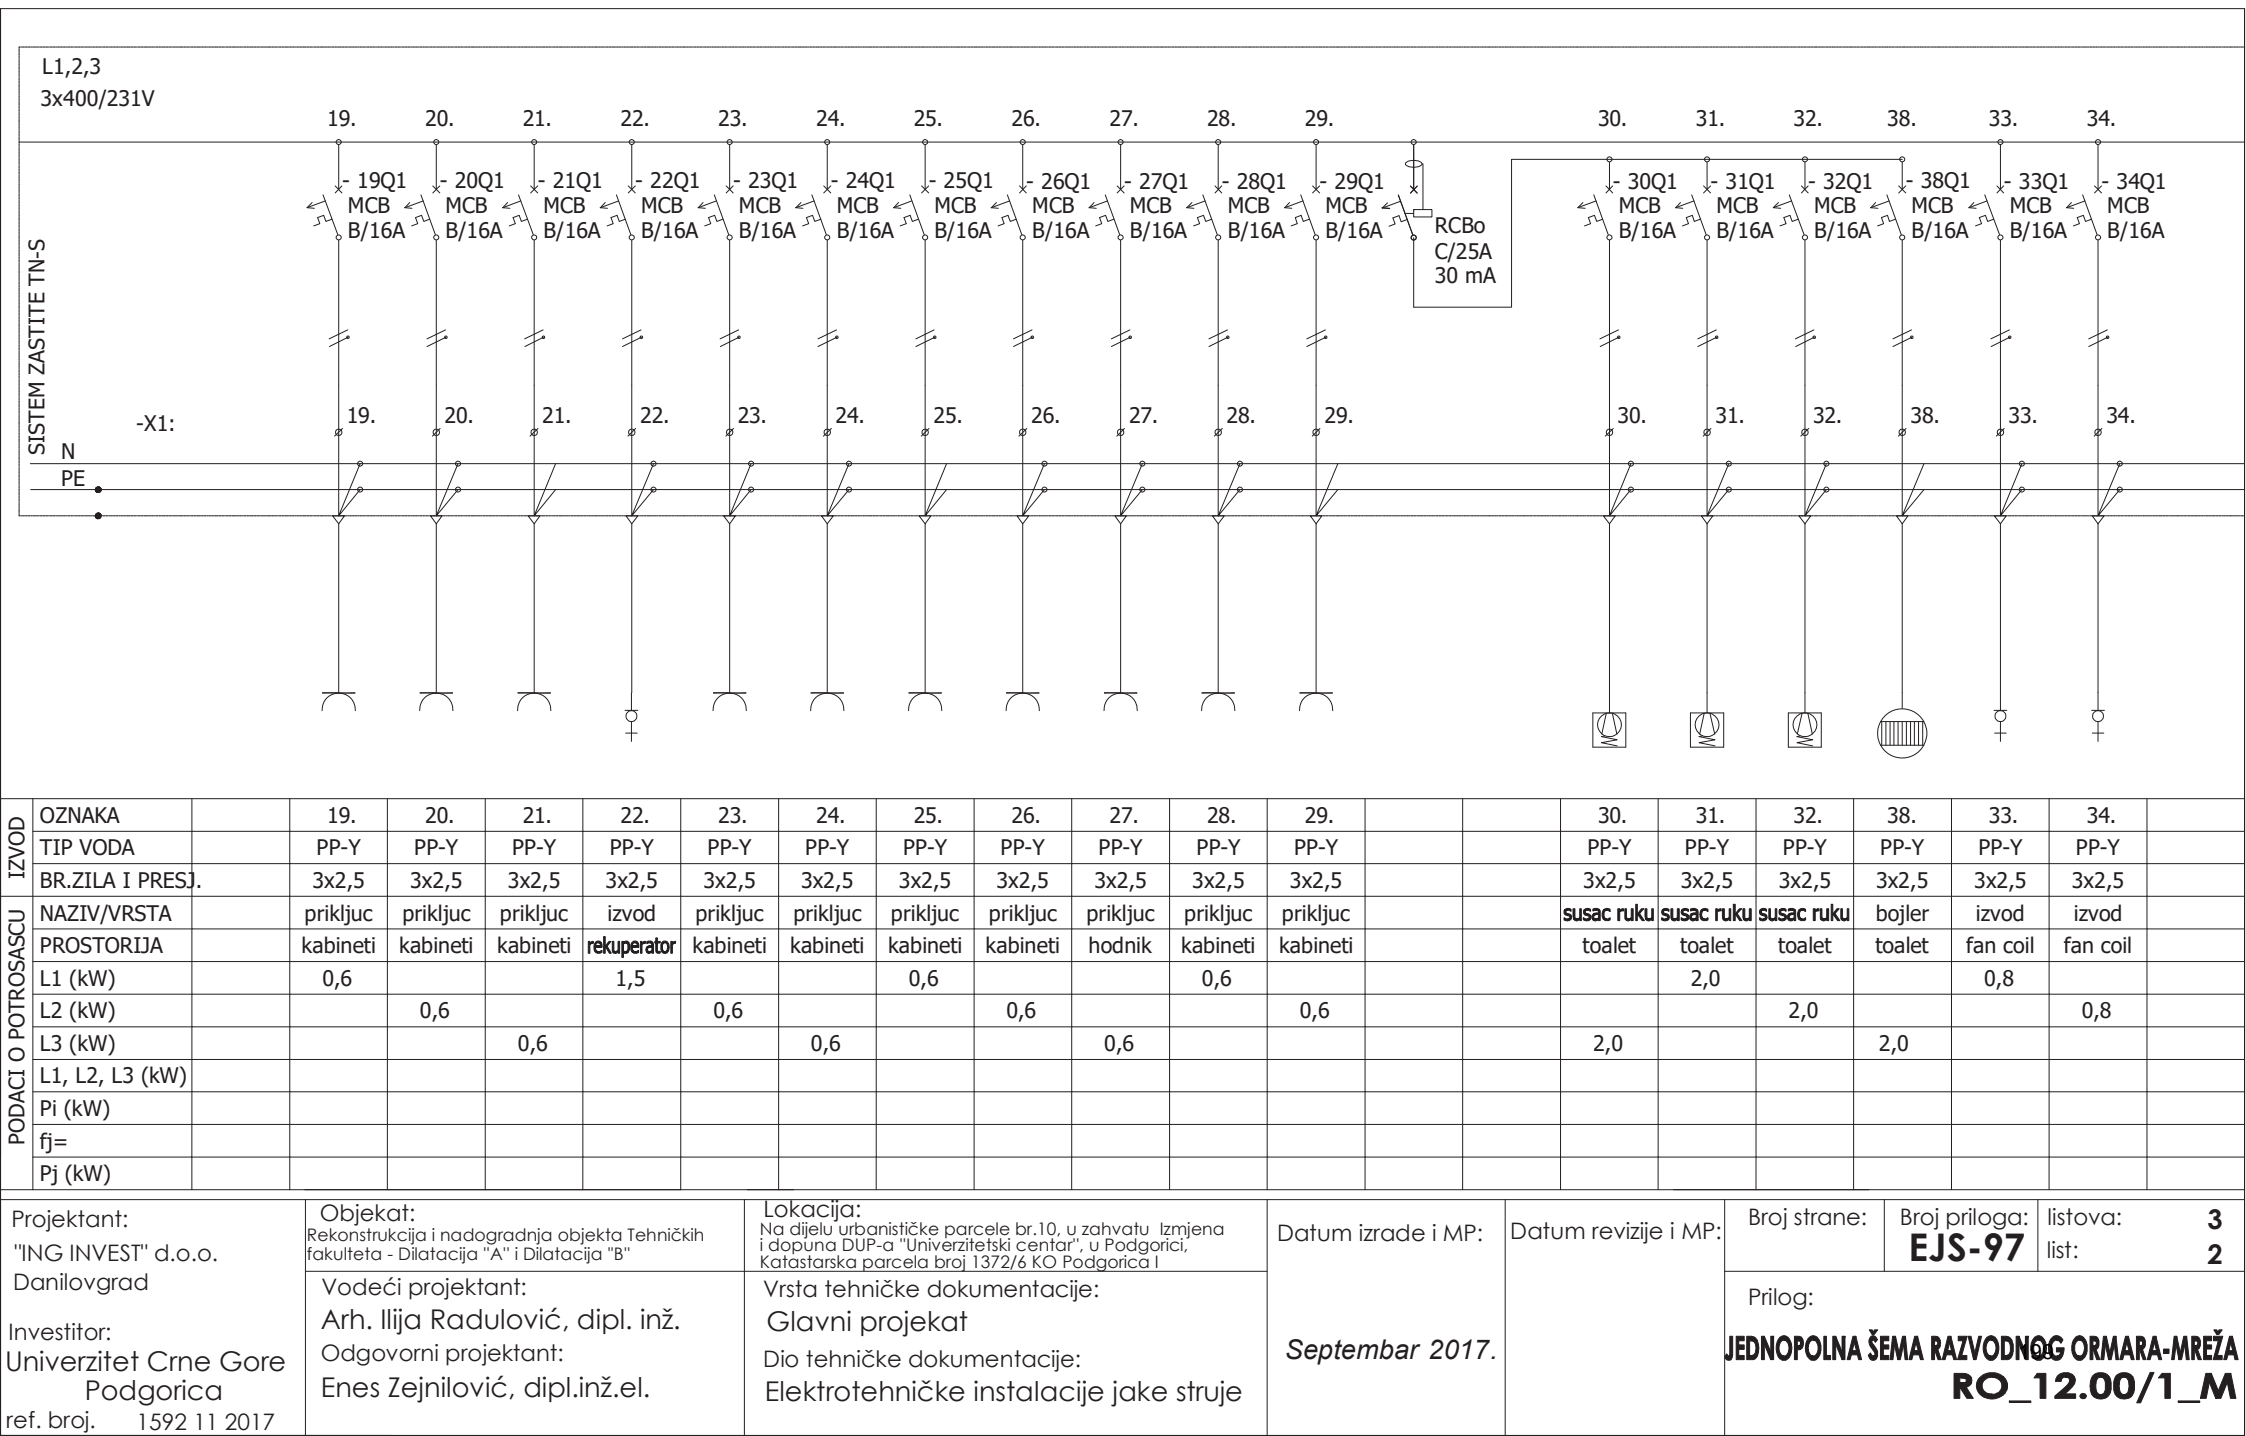 L1,2,3
3x400/231V
19. 20. 21. 22. 23. 24. 25. 26. 27. 28. 29. 30. 31. 32. 38. 33. 34.
- 19Q1 - 20Q1 - 21Q1 - 22Q1 - 23Q1 - 24Q1 - 25Q1 - 26Q1 - 27Q1 - 28Q1 - 29Q1 - 30Q1 - 31Q1 - 32Q1 - 38Q1 - 33Q1 - 34Q1
MCB MCB MCB MCB MCB MCB MCB MCB MCB MCB MCB MCB MCB MCB MCB MCB MCB
B/16A B/16A B/16A B/16A B/16A B/16A B/16A B/16A B/16A B/16A B/16A B/16A B/16A B/16A B/16A B/16A B/16A
RCBo
C/25A
30 mA
SISTEM ZASTITE TN-S
-X1:
19. 20. 21. 22. 23. 24. 25. 26. 27. 28. 29. 30. 31. 32. 38. 33. 34.
N
PE
IZVOD
OZNAKA 19. 20. 21. 22. 23. 24. 25. 26. 27. 28. 29. 30. 31. 32. 38. 33. 34.
TIP VODA PP-Y PP-Y PP-Y PP-Y PP-Y PP-Y PP-Y PP-Y PP-Y PP-Y PP-Y PP-Y PP-Y PP-Y PP-Y PP-Y PP-Y
BR.ZILA I PRESJ. 3x2,5 3x2,5 3x2,5 3x2,5 3x2,5 3x2,5 3x2,5 3x2,5 3x2,5 3x2,5 3x2,5 3x2,5 3x2,5 3x2,5 3x2,5 3x2,5 3x2,5
PODACI O POTROSASCU
NAZIV/VRSTA prikljuc prikljuc prikljuc izvod prikljuc prikljuc prikljuc prikljuc prikljuc prikljuc prikljuc susac ruku susac ruku susac ruku bojler izvod izvod
PROSTORIJA kabineti kabineti kabineti rekuperator kabineti kabineti kabineti kabineti hodnik kabineti kabineti toalet toalet toalet toalet fan coil fan coil
L1 (kW) 0,6 1,5 0,6 0,6 2,0 0,8
L2 (kW) 0,6 0,6 0,6 0,6 2,0 0,8
L3 (kW) 0,6 0,6 0,6 2,0 2,0
L1, L2, L3 (kW)
Pi (kW)
fj=
Pj (kW)
Projektant:
"ING INVEST" d.o.o.
Danilovgrad
Investitor:
Univerzitet Crne Gore
Podgorica
ref. broj. 1592 11 2017
Objekat:
Rekonstrukcija i nadogradnja objekta Tehničkih
fakulteta - Dilatacija "A" i Dilatacija "B"
Vodeći projektant:
Arh. Ilija Radulović, dipl. inž.
Odgovorni projektant:
Enes Zejnilović, dipl.inž.el.
Lokacija:
Na dijelu urbanističke parcele br.10, u zahvatu Izmjena
i dopuna DUP-a "Univerzitetski centar", u Podgorici,
Katastarska parcela broj 1372/6 KO Podgorica I
Vrsta tehničke dokumentacije:
Glavni projekat
Dio tehničke dokumentacije:
Elektrotehničke instalacije jake struje
Datum izrade i MP:
Septembar 2017.
Datum revizije i MP:
Broj strane:
Broj priloga:
EJS-97
listova: 3
list: 2
Prilog:
JEDNOPOLNA ŠEMA RAZVODNOG ORMARA-MREŽA
RO_12.00/1_M